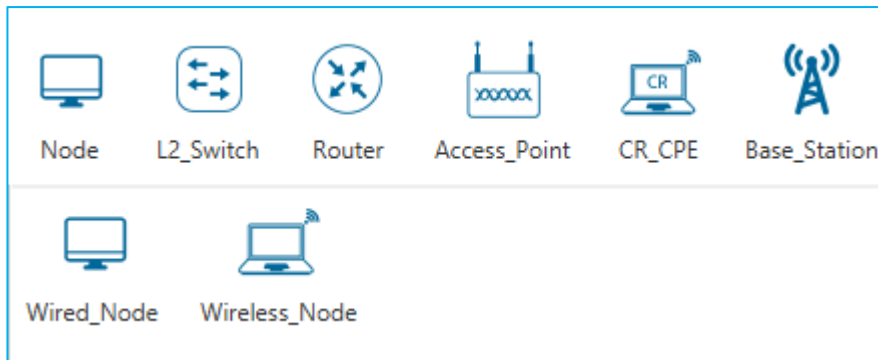 CR
Node L2_Switch Router Access_Point CR_CPE Base_Station
Wired_Node Wireless_Node